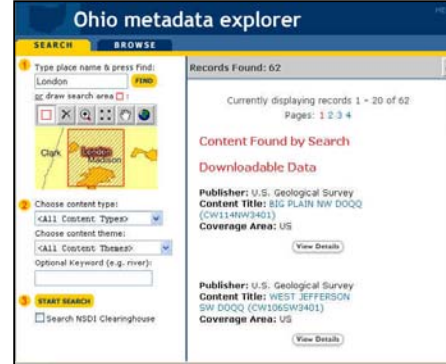 Ohio metadata explorer
SEARCH
BROWSE
1 Type place name & press Find:
London
FIND
or draw search area :
Clark
London
Madison
2 Choose content type:
<All Content Types>
Choose content theme:
<All Content Themes>
Optional Keyword (e.g. river):
3 START SEARCH
Search NSDI Clearinghouse
Records Found: 62
Currently displaying records 1 - 20 of 62
Pages: 1 2 3 4
Content Found by Search
Downloadable Data
Publisher: U.S. Geological Survey
Content Title: BIG PLAIN NW DOQQ
(CW114NW3401)
Coverage Area: US
View Details
Publisher: U.S. Geological Survey
Content Title: WEST JEFFERSON
SW DOQQ (CW106SW3401)
Coverage Area: US
View Details